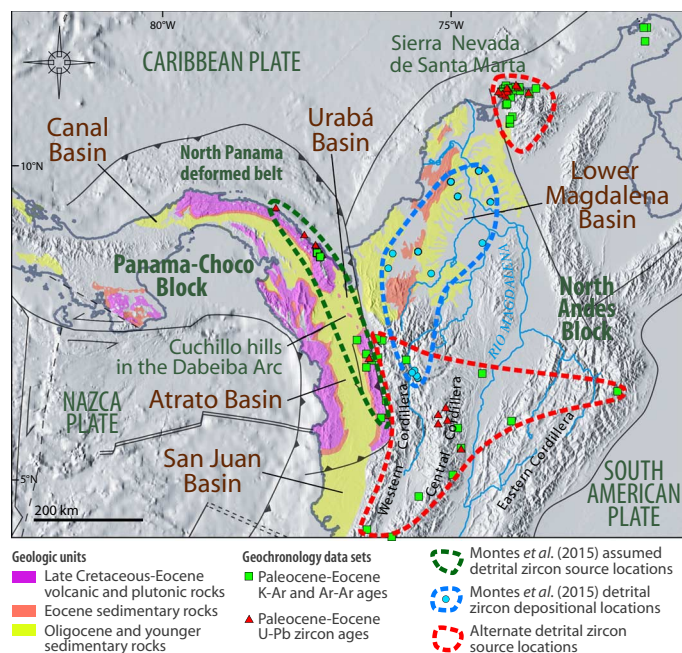 80°W
75°W
CARIBBEAN PLATE
Sierra Nevada
de Santa Marta
Urabá
Basin
Canal
Basin
North Panama
deformed belt
10°N
Lower
Magdalena
Basin
Panama-Choco
Block
North
Andes
Block
RIO MAGDALENA
Cuchillo hills
in the Dabeiba Arc
NAZCA
PLATE
Atrato Basin
Western Cordillera
Central Cordillera
Eastern Cordillera
San Juan
Basin
5°N
SOUTH
AMERICAN
PLATE
200 km
Geologic units
Late Cretaceous-Eocene
volcanic and plutonic rocks
Eocene sedimentary rocks
Oligocene and younger
sedimentary rocks
Geochronology data sets
Paleocene-Eocene
K-Ar and Ar-Ar ages
Paleocene-Eocene
U-Pb zircon ages
Montes et al. (2015) assumed
detrital zircon source locations
Montes et al. (2015) detrital
zircon depositional locations
Alternate detrital zircon
source locations